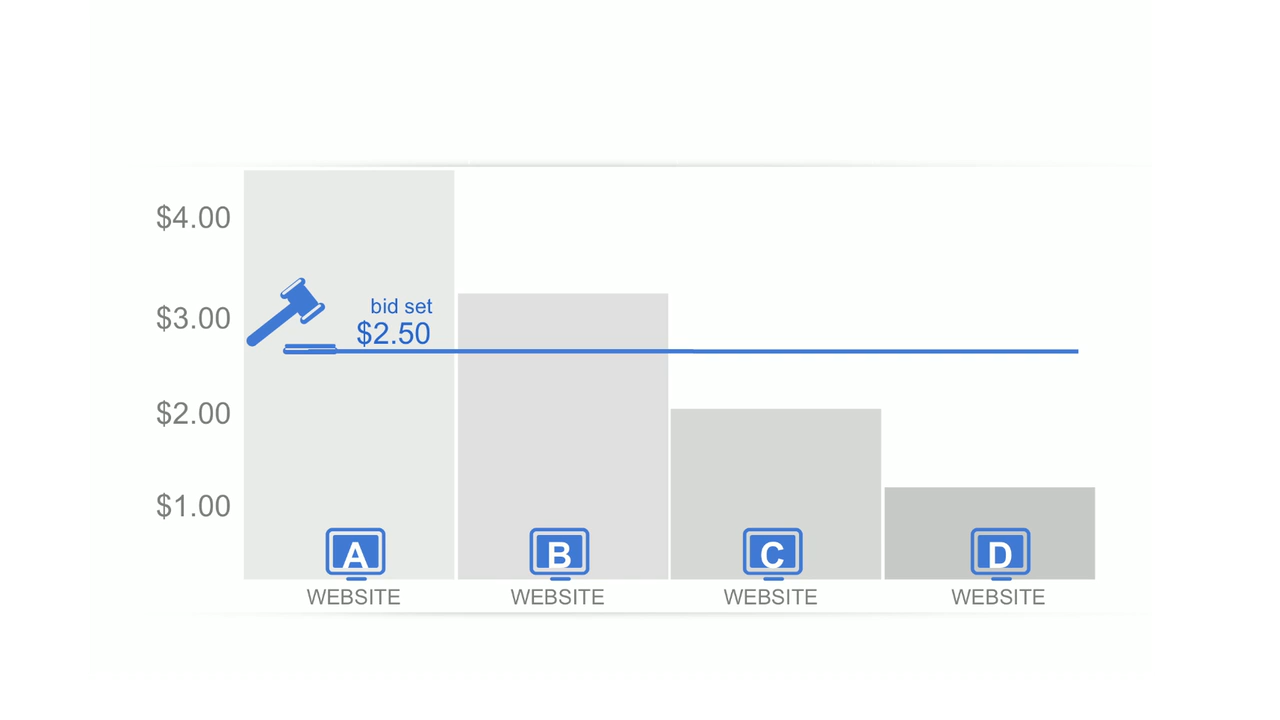 $4.00
$3.00
bid set
$2.50
$2.00
$1.00
A B C D
WEBSITE WEBSITE WEBSITE WEBSITE